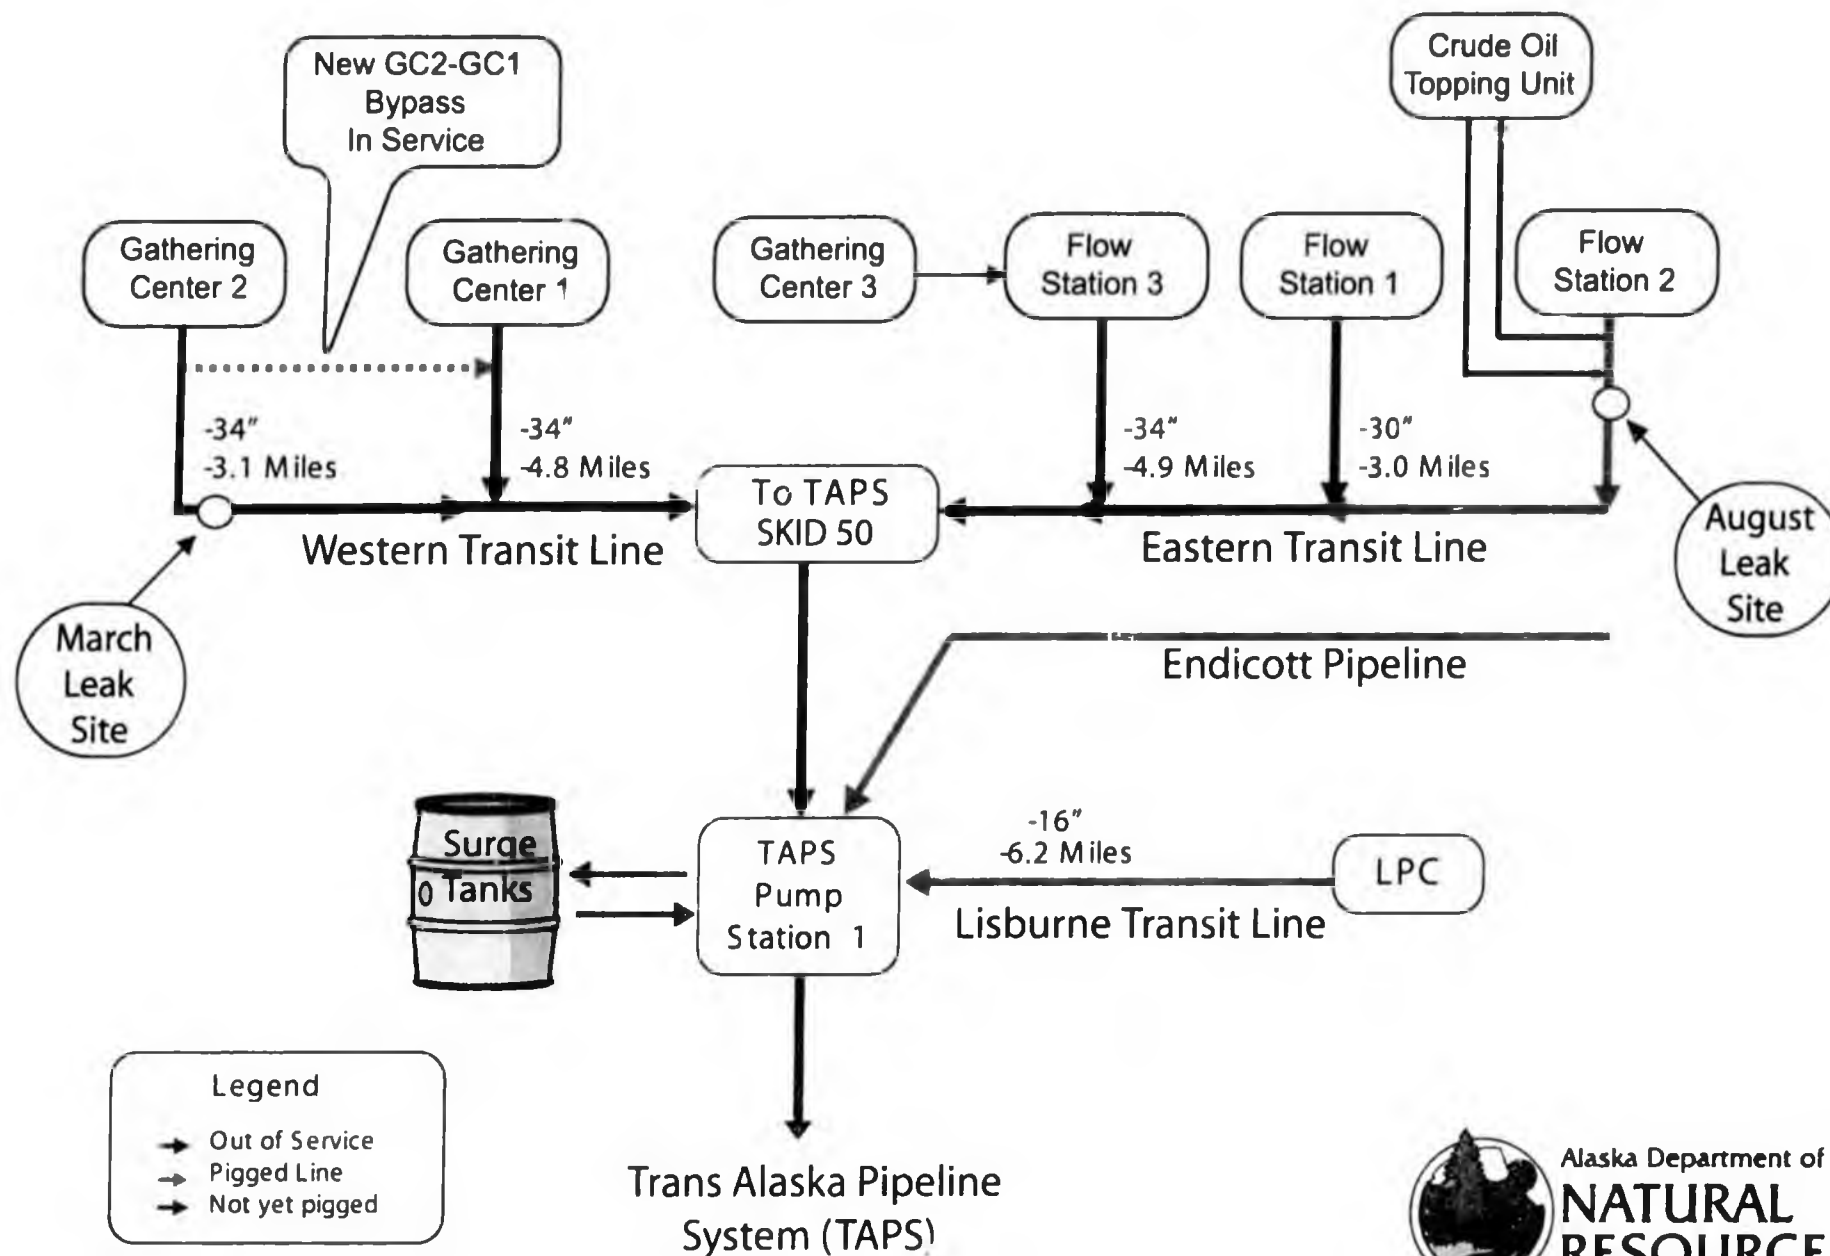 New GC2-GC1
Bypass
In Service
Crude Oil
Topping Unit
Gathering
Center 2
Gathering
Center 1
Gathering
Center 3
Flow
Station 3
Flow
Station 1
Flow
Station 2
-34"
-3.1 Miles
-34"
-4.8 Miles
-34"
-4.9 Miles
-30"
-3.0 Miles
To TAPS
SKID 50
Western Transit Line
Eastern Transit Line
March
Leak
Site
August
Leak
Site
Endicott Pipeline
Surge
Tanks
TAPS
Pump
Station 1
-16"
-6.2 Miles
LPC
Lisburne Transit Line
Legend
Out of Service
Pigged Line
Not yet pigged
Trans Alaska Pipeline
System (TAPS)
Alaska Department of
NATURAL
RESOURCE